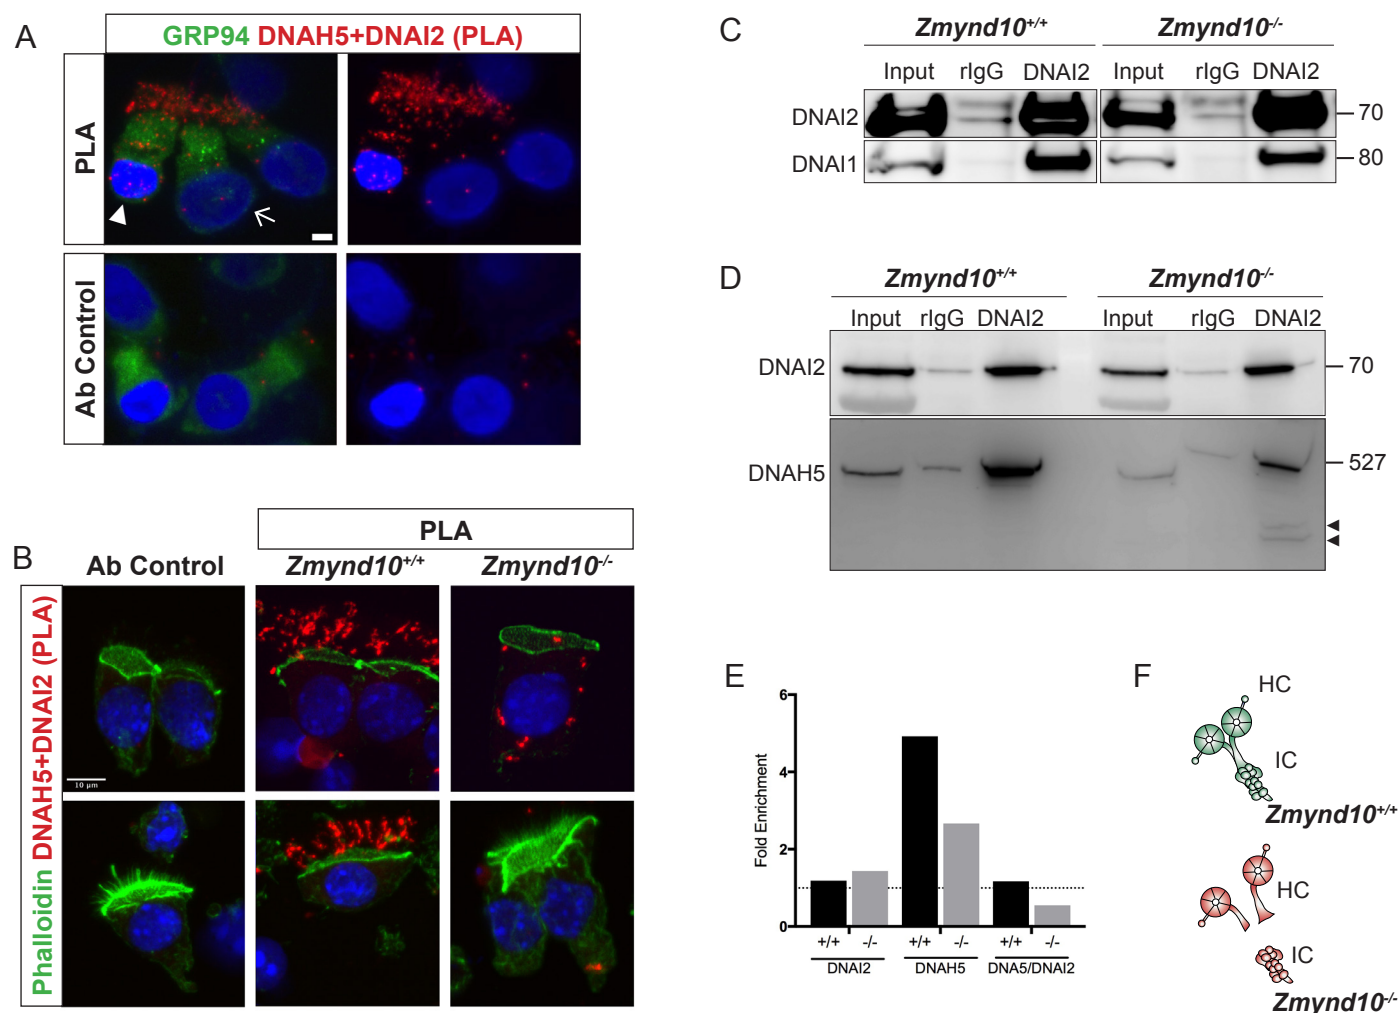 A
GRP94 DNAH5+DNAI2 (PLA)
PLA
Ab Control
B
PLA
Ab Control
Zmynd10+/+
Zmynd10-/-
Phalloidin DNAH5+DNAI2 (PLA)
10 µm
C
Zmynd10+/+
Zmynd10-/-
Input rIgG DNAI2 Input rIgG DNAI2
DNAI2
70
DNAI1
80
D
Zmynd10+/+
Zmynd10-/-
Input rIgG DNAI2 Input rIgG DNAI2
DNAI2
70
DNAH5
527
E
Fold Enrichment
6
4
2
0
+/+ -/- +/+ -/- +/+ -/-
DNAI2 DNAH5 DNA5/DNAI2
F
HC
IC
Zmynd10+/+
HC
IC
Zmynd10-/-